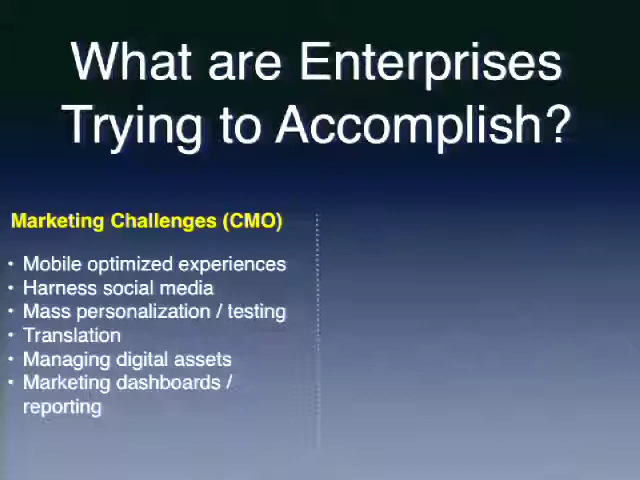 What are Enterprises
Trying to Accomplish?
Marketing Challenges (CMO)
• Mobile optimized experiences
• Harness social media
• Mass personalization / testing
• Translation
• Managing digital assets
• Marketing dashboards /
reporting